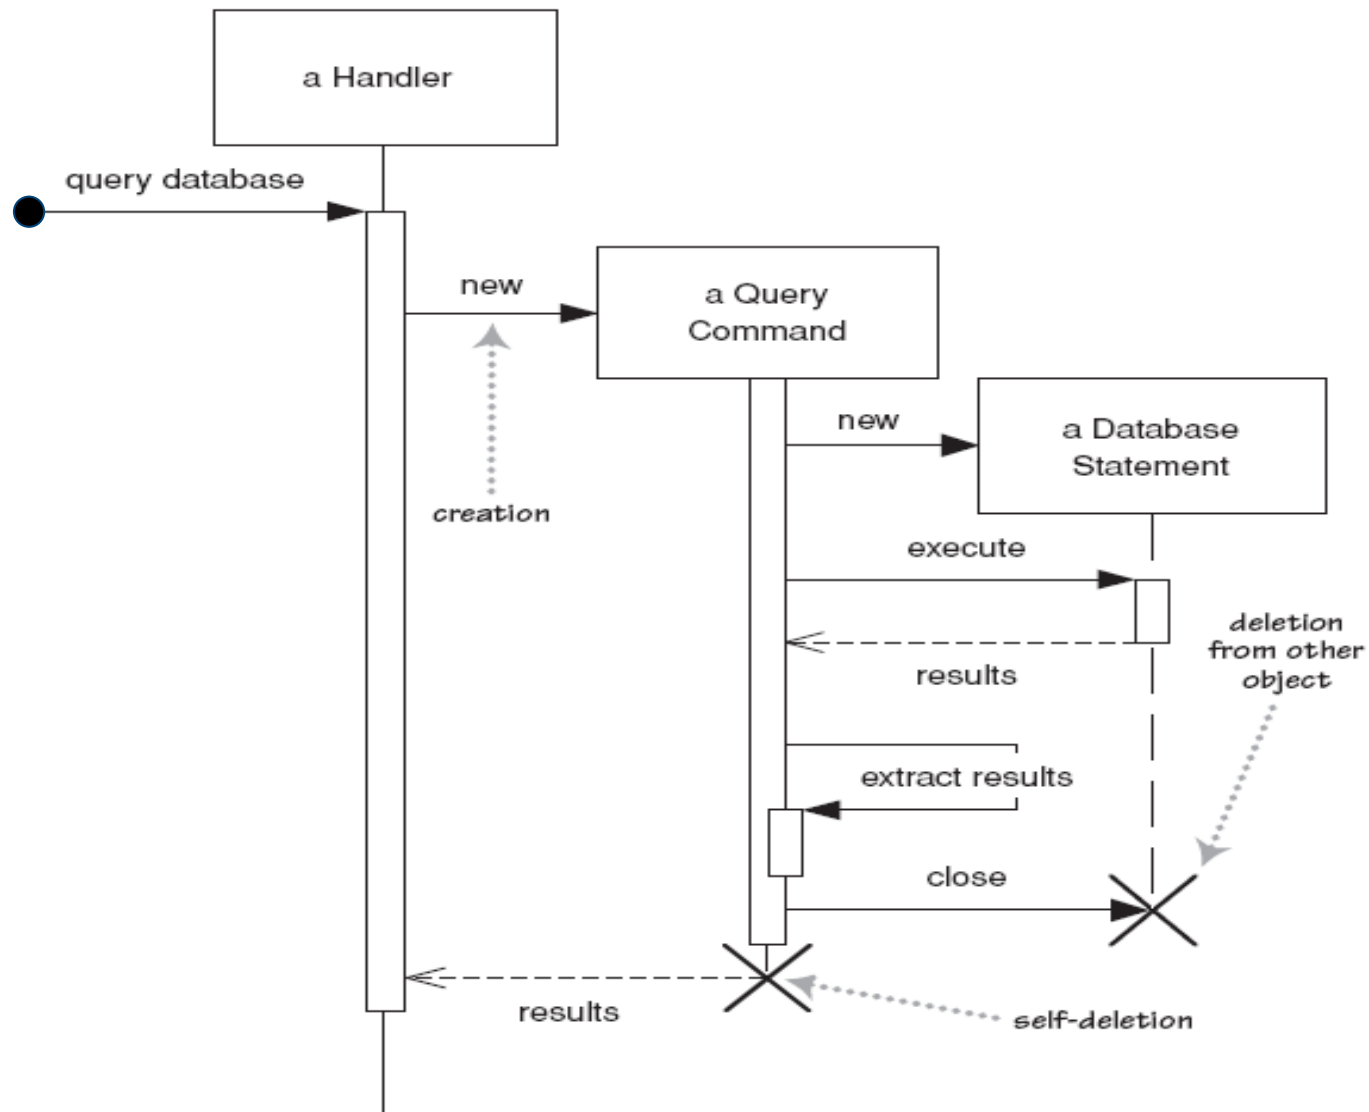 a Handler
query database
new
a Query
Command
new
a Database
Statement
creation
execute
deletion
from other
object
results
extract results
close
results
self-deletion